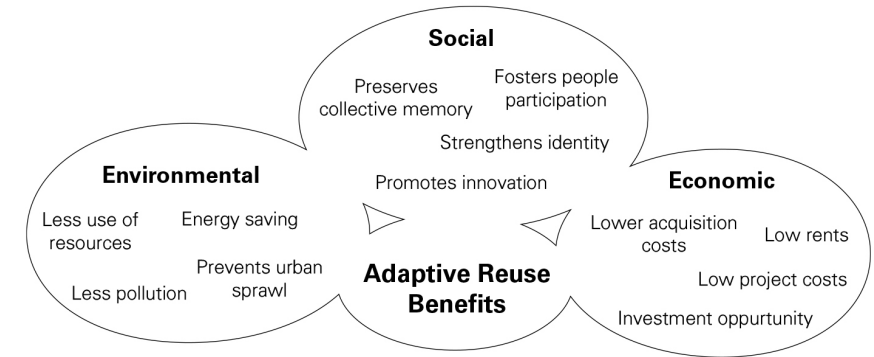 Social
Preserves
collective memory
Fosters people
participation
Strengthens identity
Promotes innovation
Environmental
Less use of
resources
Energy saving
Less pollution
Prevents urban
sprawl
Economic
Lower acquisition
costs
Low rents
Low project costs
Investment oppurtunity
Adaptive Reuse
Benefits